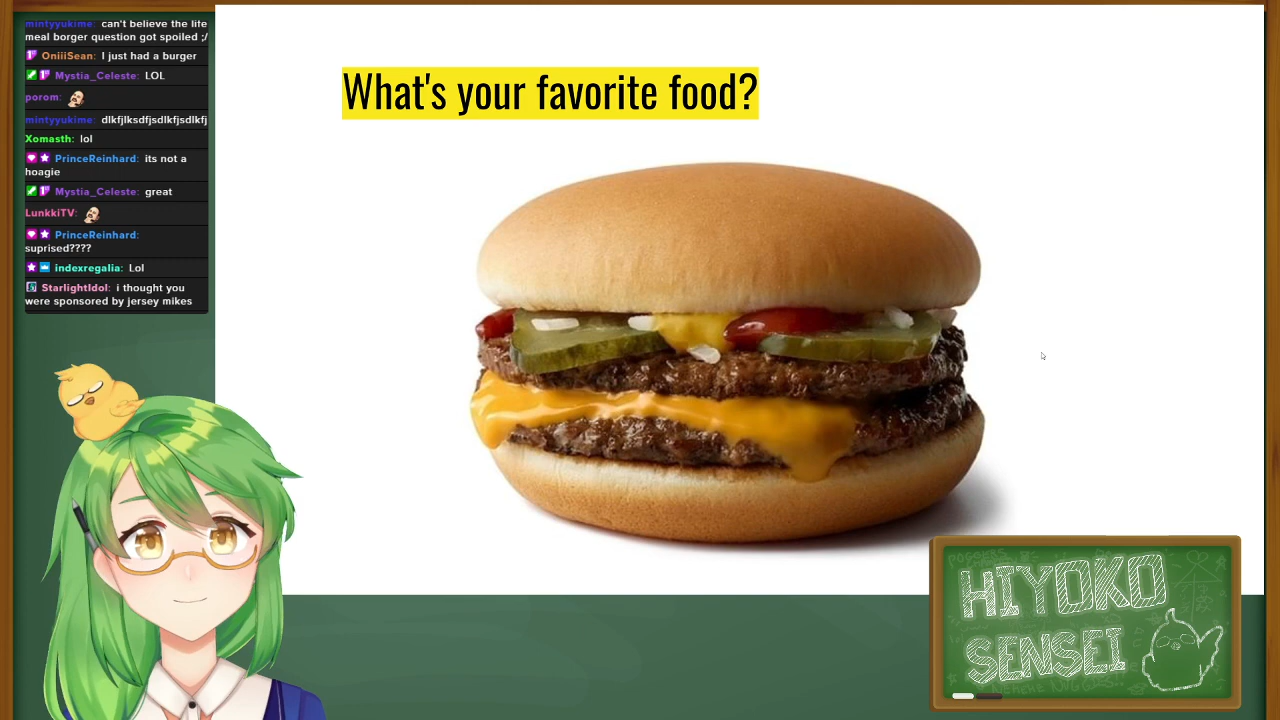 mintyyukime: can't believe the life
meal borger question got spoiled ;/
OniiiSean: I just had a burger
Mystia_Celeste: LOL
porom:
mintyyukime: dlkfjlksdfjsdlkfjsdlkfj
Xomasth: lol
PrinceReinhard: its not a
hoagie
Mystia_Celeste: great
LunkkiTV:
PrinceReinhard:
suprised????
indexregalia: Lol
StarlightIdol: i thought you
were sponsored by jersey mikes
What's your favorite food?
HIYOKO
SENSEI